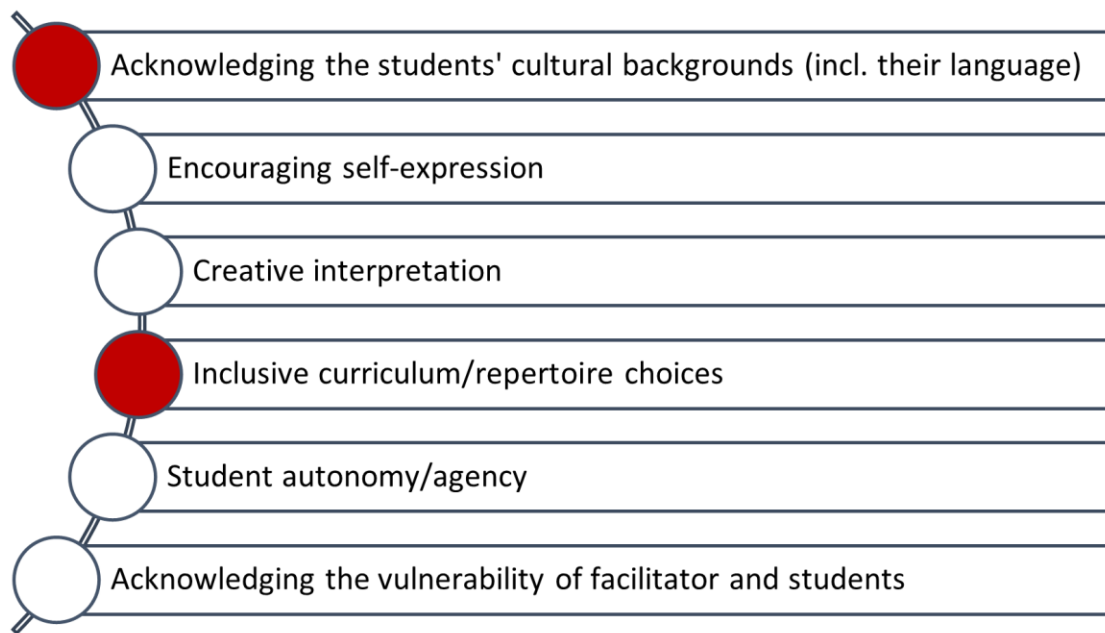 Acknowledging the students' cultural backgrounds (incl. their language)
Encouraging self-expression
Creative interpretation
Inclusive curriculum/repertoire choices
Student autonomy/agency
Acknowledging the vulnerability of facilitator and students